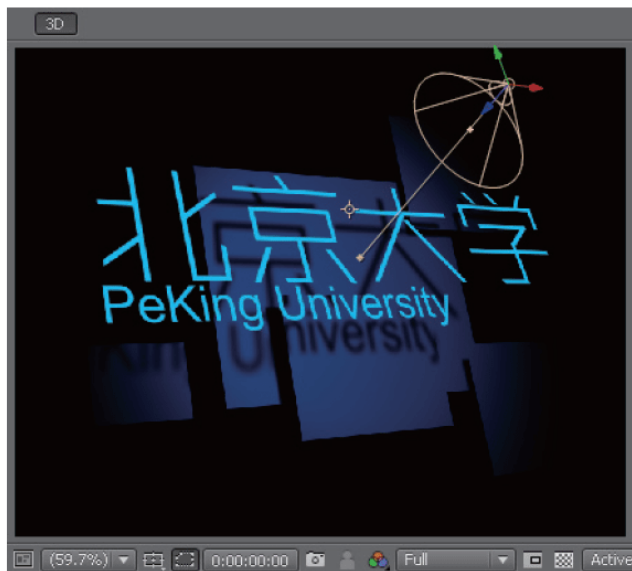 3D
北京大学
PeKing University
(59.7%) 0:00:00:00 Full Active